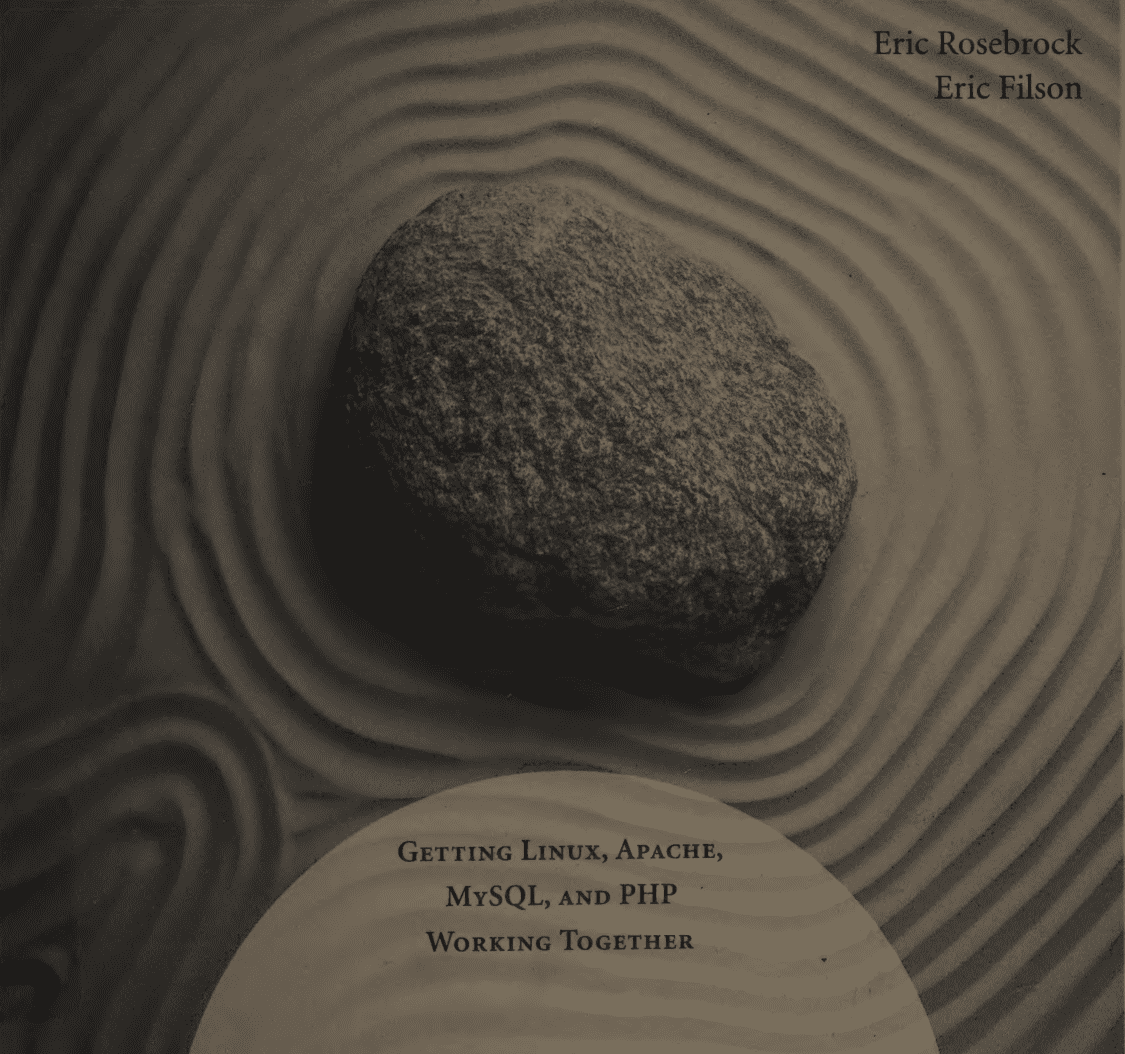 Eric Rosebrock
Eric Filson
Getting Linux, Apache,
MySQL, and PHP
Working Together